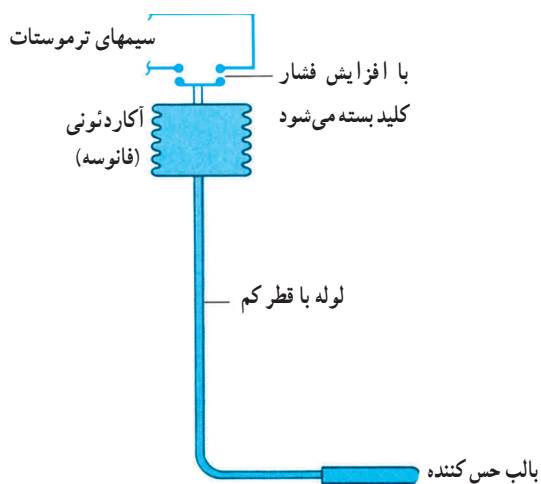 سیمهای ترموستات
با افزایش فشار
کلید بسته می‌شود
آکاردئونی
(فانوسه)
لوله با قطر کم
بالب حس کننده